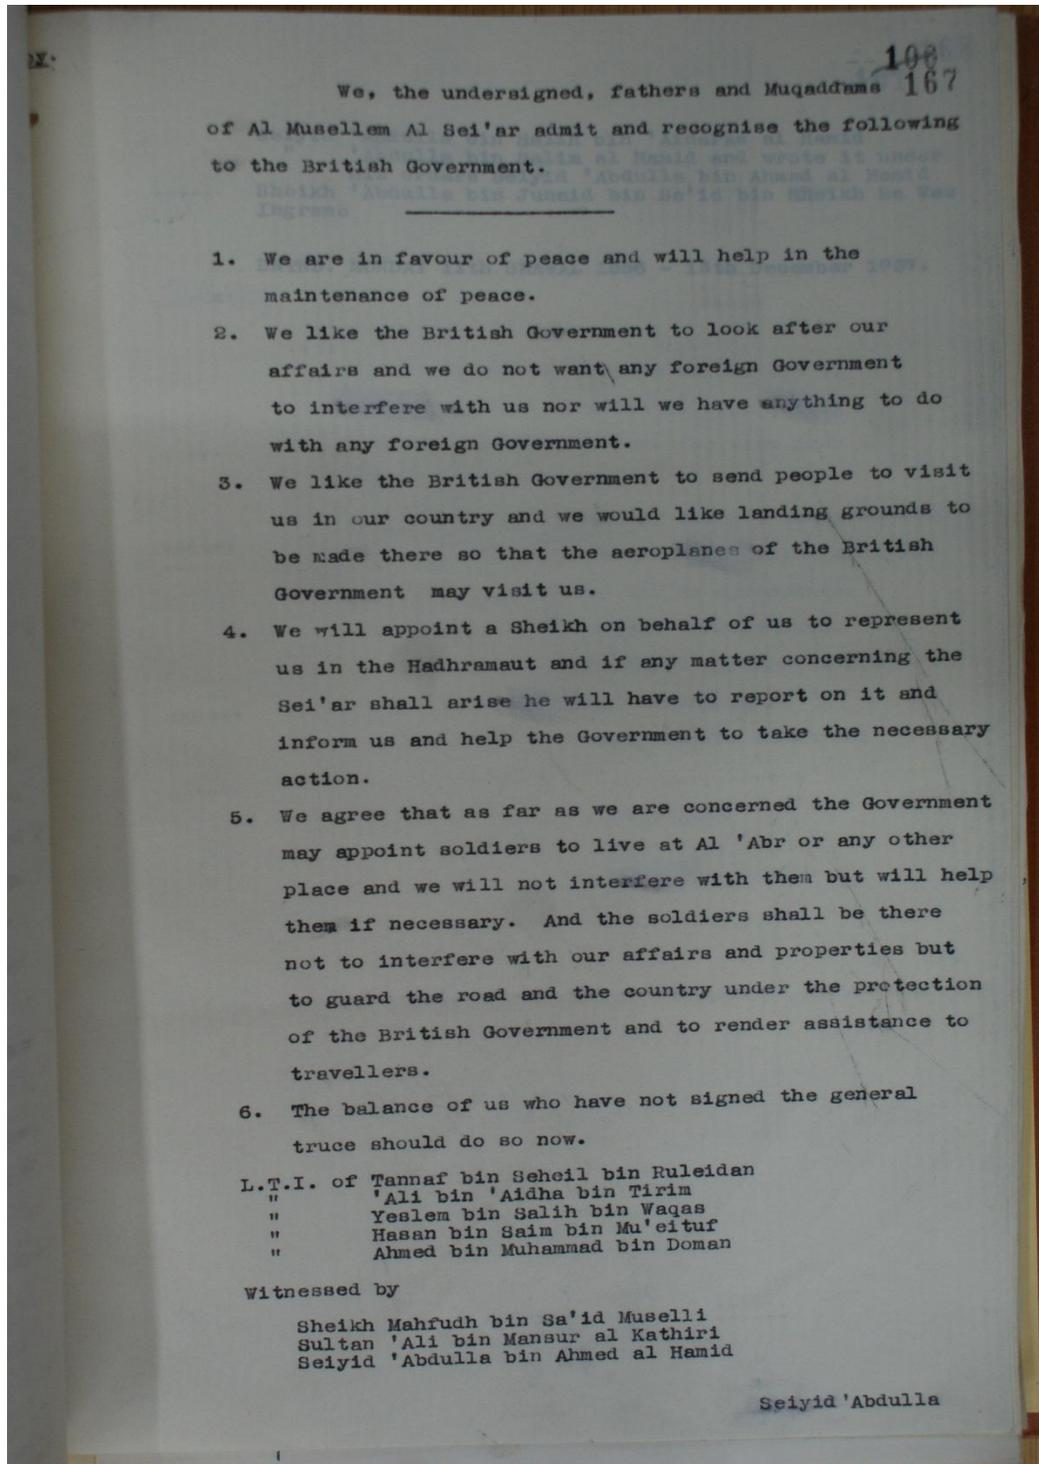 100
167
We, the undersigned, fathers and Muqaddams
of Al Musellem Al Sei'ar admit and recognise the following
to the British Government.
1. We are in favour of peace and will help in the
maintenance of peace.
2. We like the British Government to look after our
affairs and we do not want any foreign Government
to interfere with us nor will we have anything to do
with any foreign Government.
3. We like the British Government to send people to visit
us in our country and we would like landing grounds to
be made there so that the aeroplanes of the British
Government may visit us.
4. We will appoint a Sheikh on behalf of us to represent
us in the Hadhramaut and if any matter concerning the
Sei'ar shall arise he will have to report on it and
inform us and help the Government to take the necessary
action.
5. We agree that as far as we are concerned the Government
may appoint soldiers to live at Al 'Abr or any other
place and we will not interfere with them but will help
them if necessary. And the soldiers shall be there
not to interfere with our affairs and properties but
to guard the road and the country under the protection
of the British Government and to render assistance to
travellers.
6. The balance of us who have not signed the general
truce should do so now.
L.T.I. of Tannaf bin Seheil bin Ruleidan
" 'Ali bin 'Aidha bin Tirim
" Yeslem bin Salih bin Waqas
" Hasan bin Saim bin Mu'eituf
" Ahmed bin Muhammad bin Doman
Witnessed by
Sheikh Mahfudh bin Sa'id Muselli
Sultan 'Ali bin Mansur al Kathiri
Seiyid 'Abdulla bin Ahmed al Hamid
Seiyid 'Abdulla